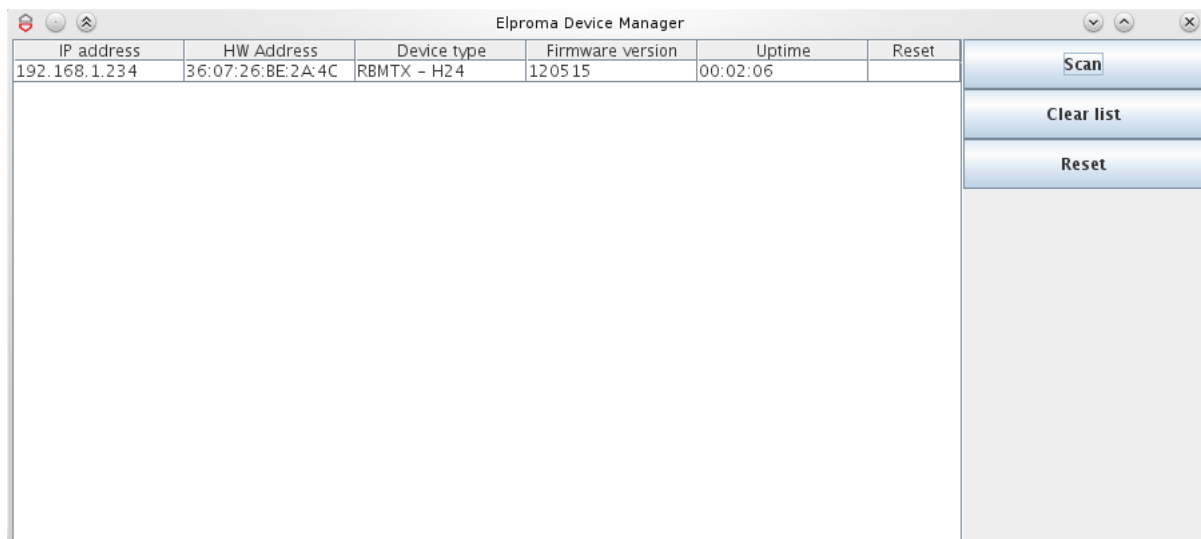 Elproma Device Manager
IP address HW Address Device type Firmware version Uptime Reset
192.168.1.234 36:07:26:BE:2A:4C RBMTX – H24 120515 00:02:06
Scan
Clear list
Reset